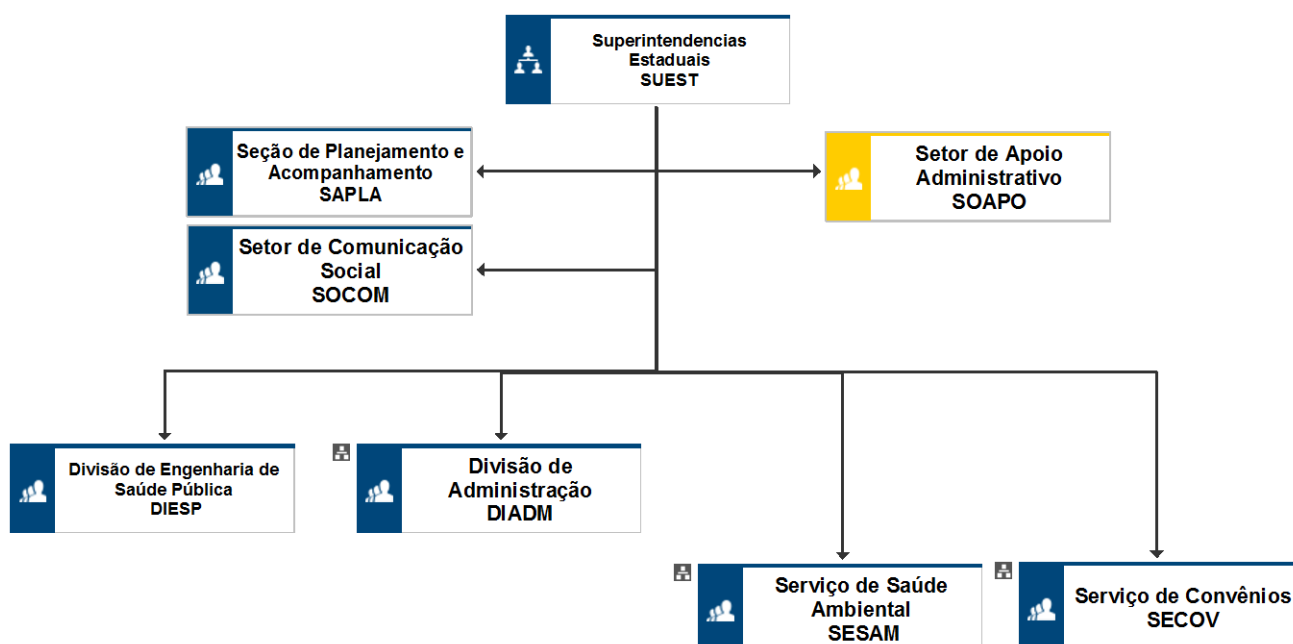 Superintendencias
Estaduais
SUEST
Seção de Planejamento e
Acompanhamento
SAPLA
Setor de Apoio
Administrativo
SOAPO
Setor de Comunicação
Social
SOCOM
Divisão de Engenharia de
Saúde Pública
DIESP
Divisão de
Administração
DIADM
Serviço de Saúde
Ambiental
SESAM
Serviço de Convênios
SECOV